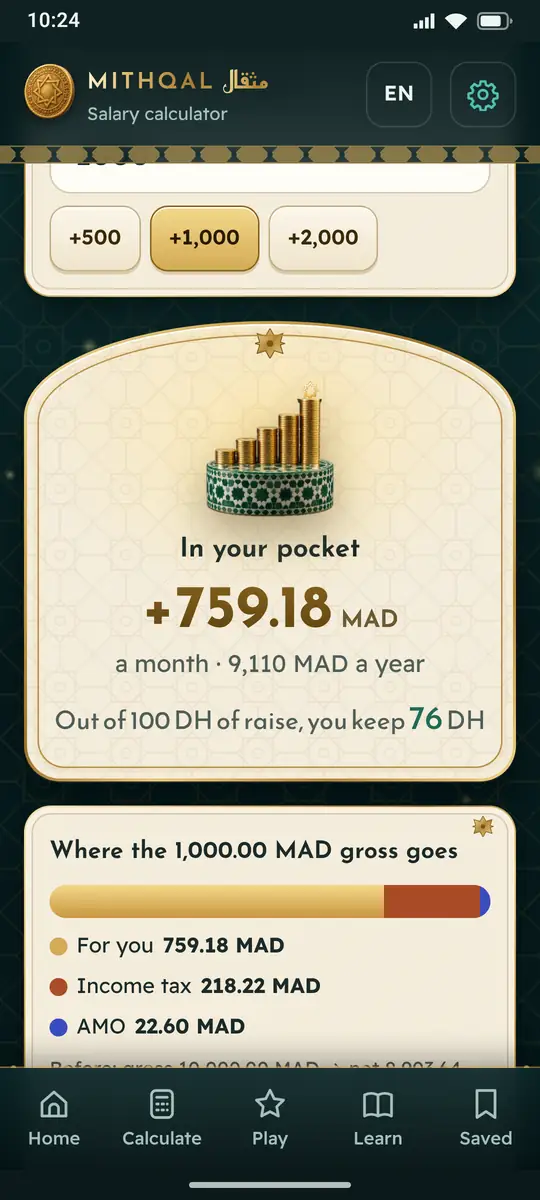 10:24
MITHQAL مثقال
Salary calculator
EN
+500
+1,000
+2,000
In your pocket
+759.18 MAD
a month · 9,110 MAD a year
Out of 100 DH of raise, you keep 76 DH
Where the 1,000.00 MAD gross goes
For you 759.18 MAD
Income tax 218.22 MAD
AMO 22.60 MAD
Home
Calculate
Play
Learn
Saved